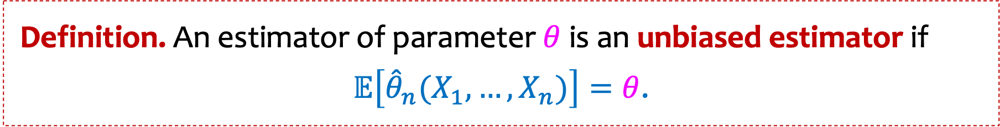 Definition. An estimator of parameter θ is an unbiased estimator if
𝔼[θ̂ₙ(X₁, … , Xₙ)] = θ.